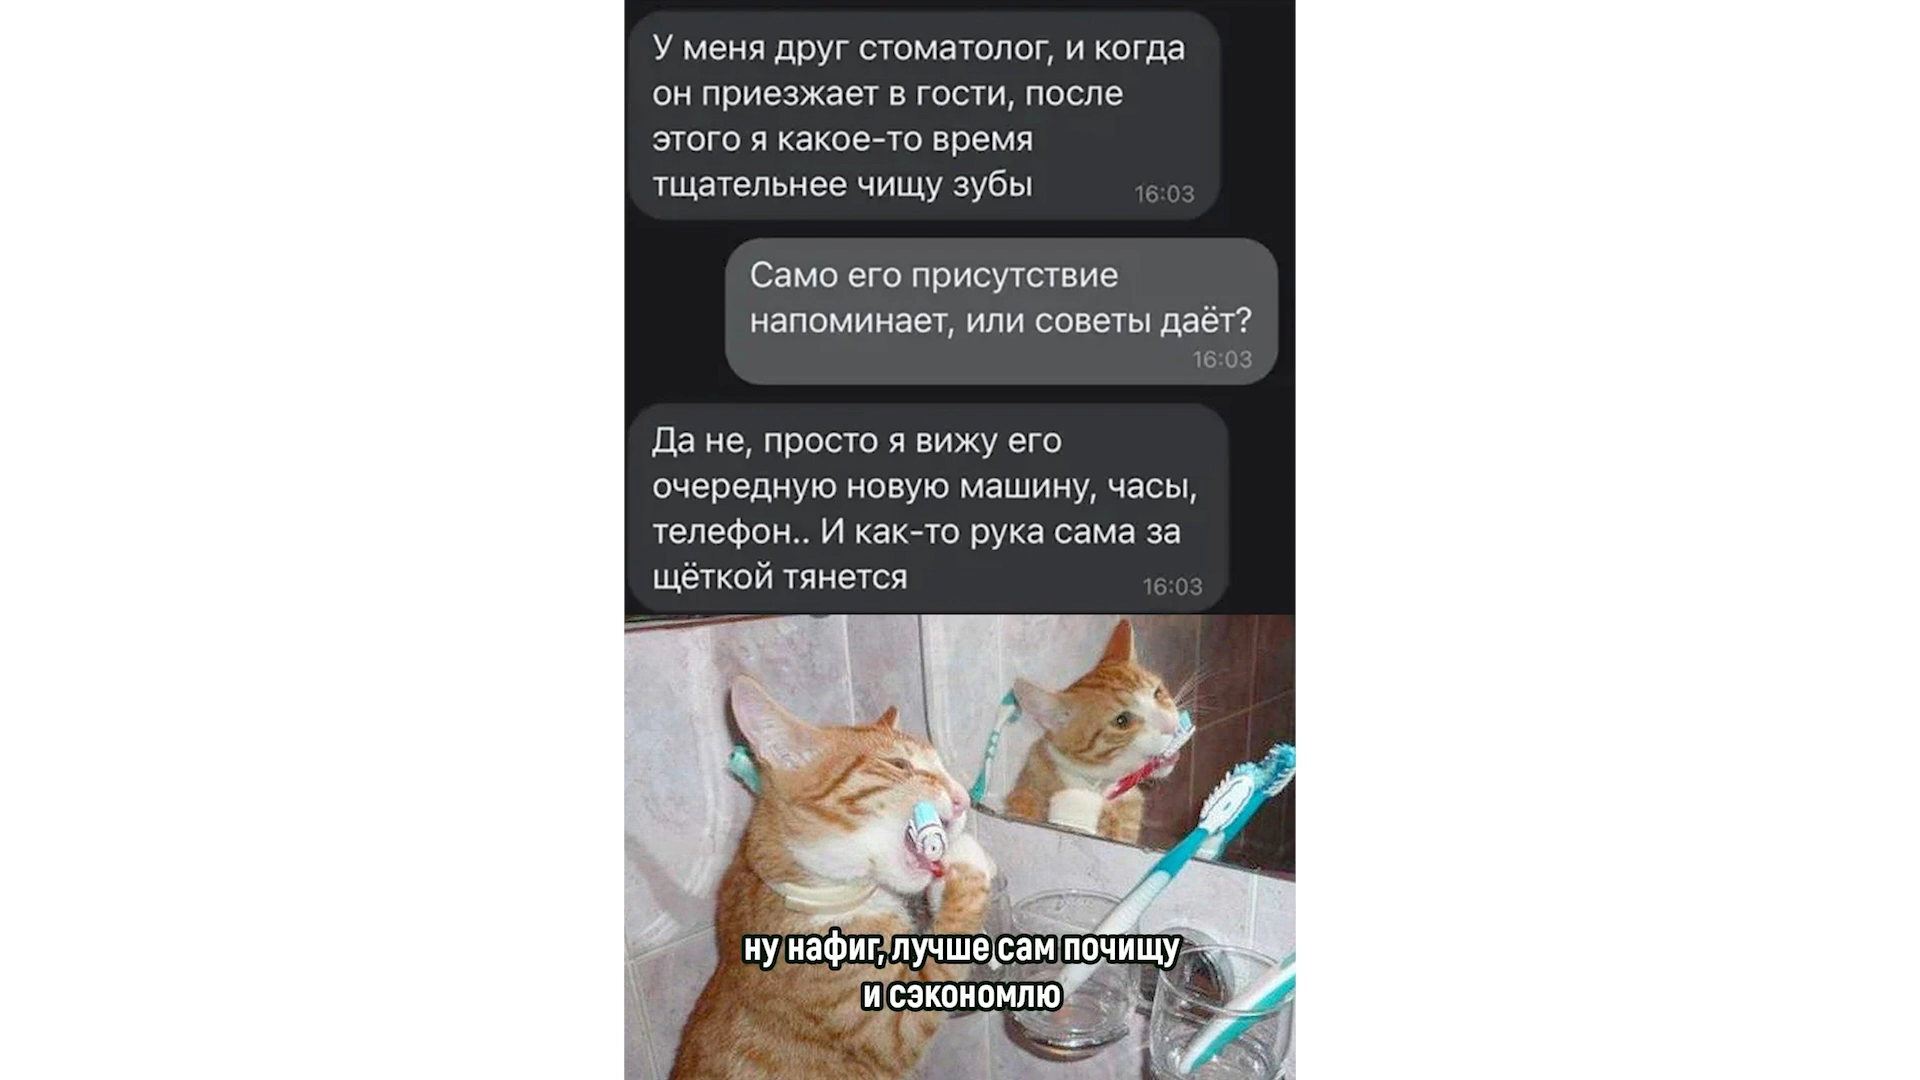 У меня друг стоматолог, и когда
он приезжает в гости, после
этого я какое-то время
тщательнее чищу зубы
16:03
Само его присутствие
напоминает, или советы даёт?
16:03
Да не, просто я вижу его
очередную новую машину, часы,
телефон.. И как-то рука сама за
щёткой тянется
16:03
ну нафиг, лучше сам почищу
и сэкономлю